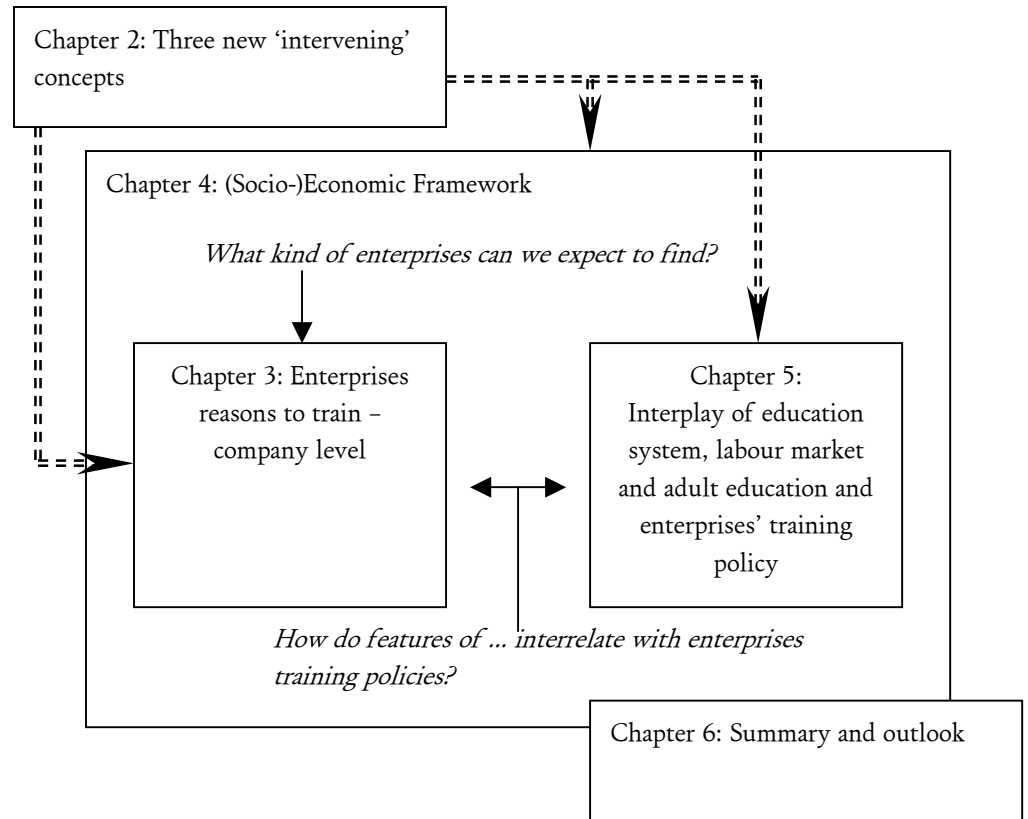 Chapter 2: Three new ‘intervening’
concepts
Chapter 4: (Socio-)Economic Framework
What kind of enterprises can we expect to find?
Chapter 3: Enterprises
reasons to train –
company level
Chapter 5:
Interplay of education
system, labour market
and adult education and
enterprises’ training
policy
How do features of ... interrelate with enterprises
training policies?
Chapter 6: Summary and outlook